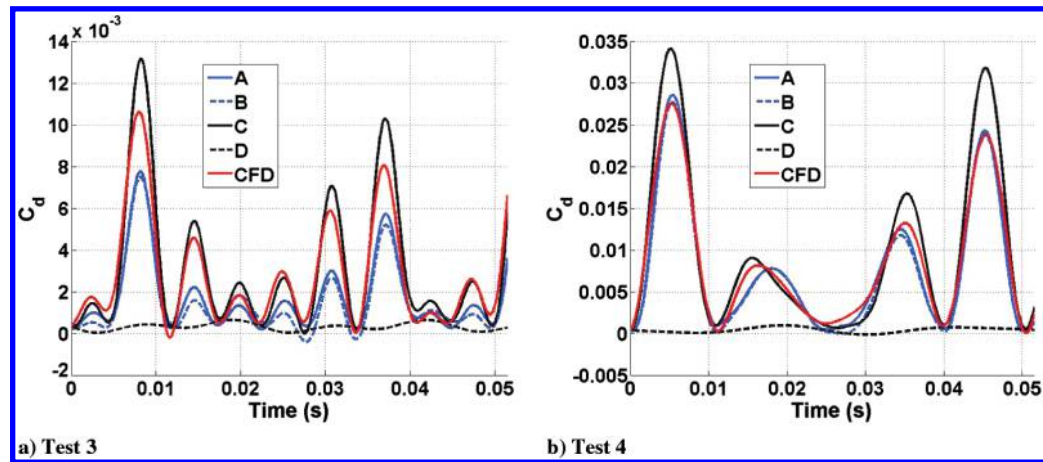 × 10⁻³
14
12
10
8
6
4
2
0
-2
C_d
A
B
C
D
CFD
0 0.01 0.02 0.03 0.04 0.05
Time (s)
a) Test 3
0.035
0.03
0.025
0.02
0.015
0.01
0.005
0
-0.005
C_d
A
B
C
D
CFD
0 0.01 0.02 0.03 0.04 0.05
Time (s)
b) Test 4